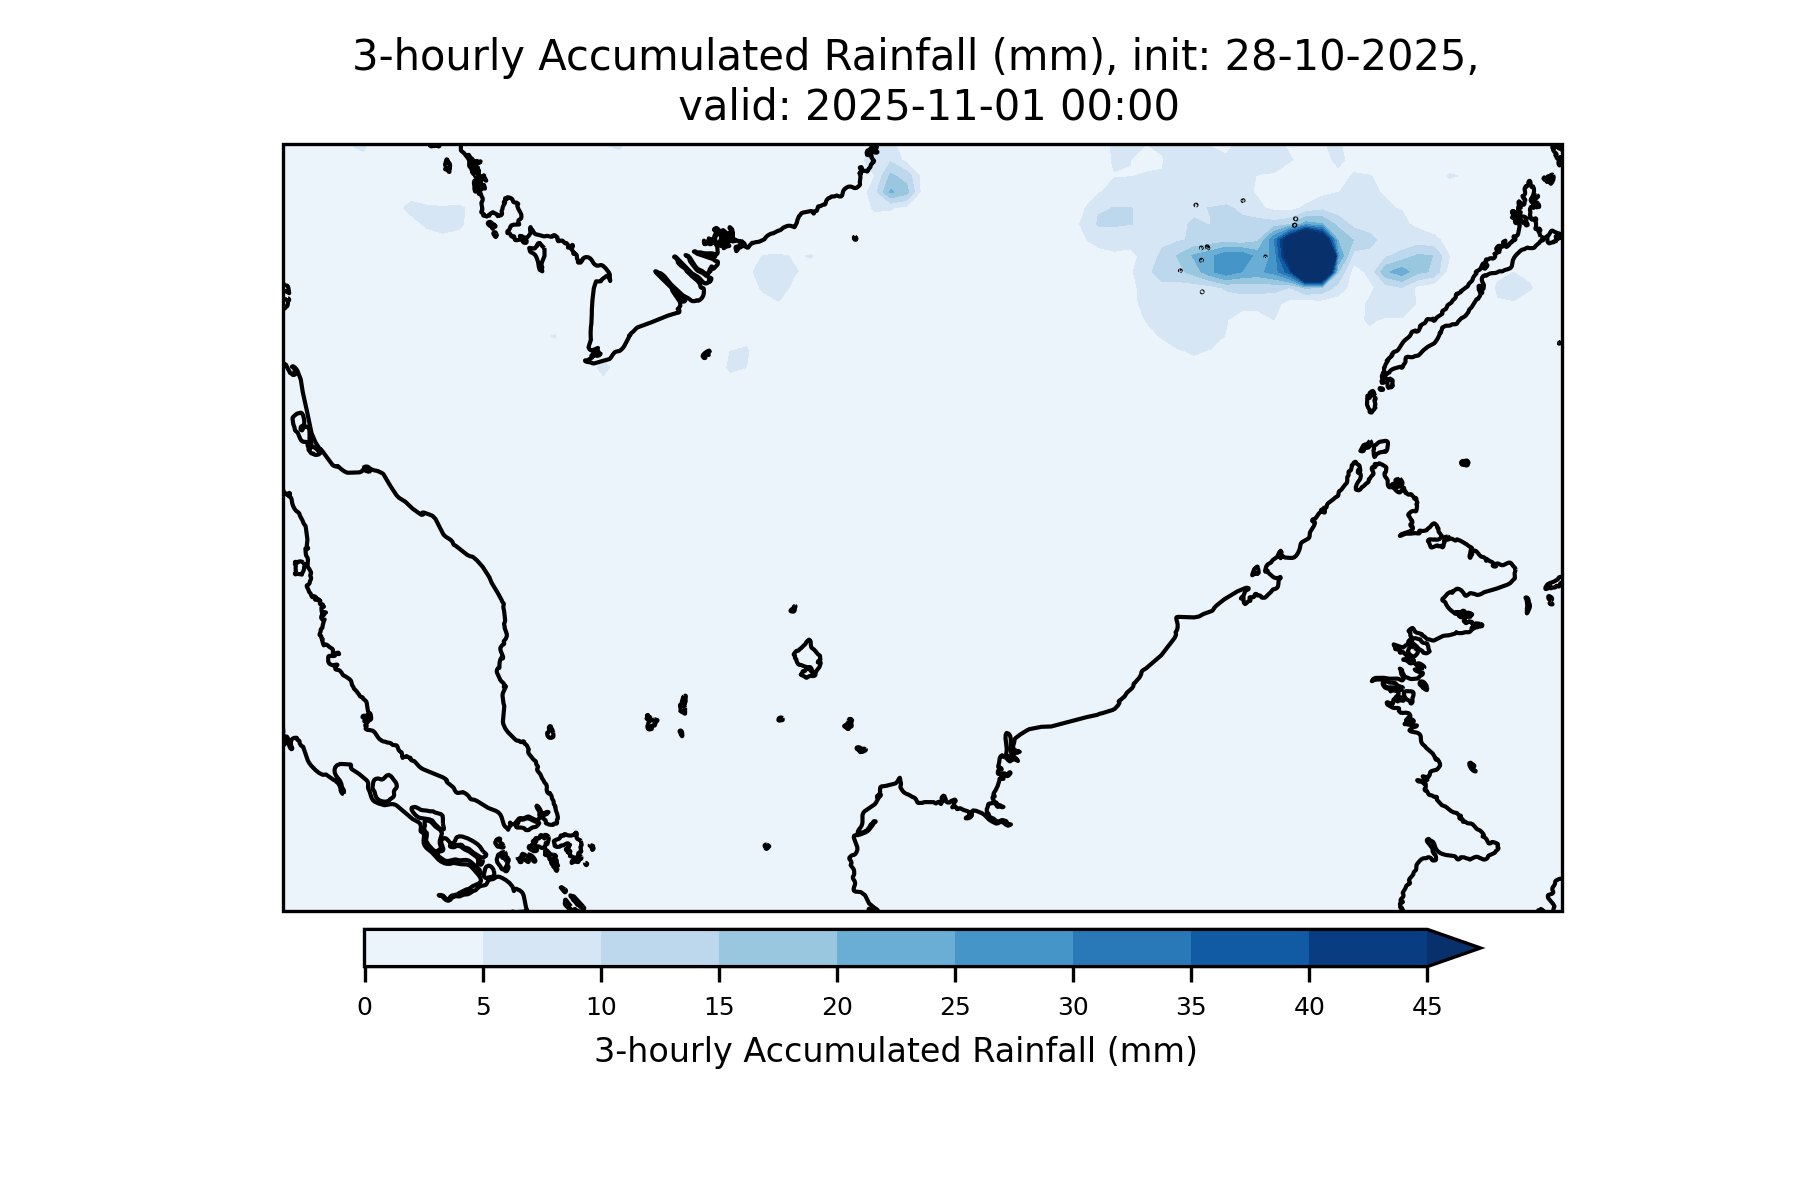 3-hourly Accumulated Rainfall (mm), init: 28-10-2025,
valid: 2025-11-01 00:00
0 5 10 15 20 25 30 35 40 45
3-hourly Accumulated Rainfall (mm)